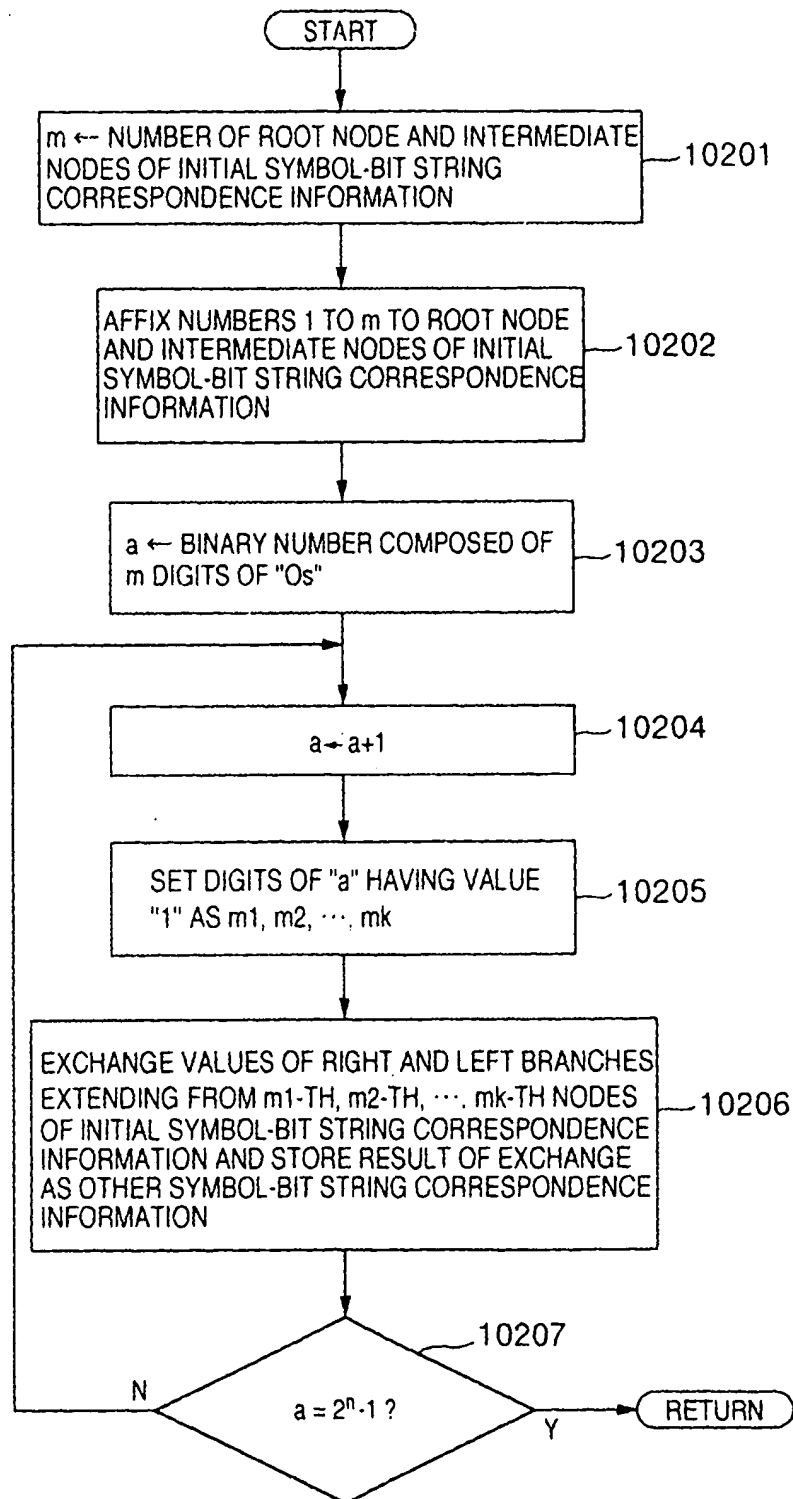 START
m ← NUMBER OF ROOT NODE AND INTERMEDIATE
NODES OF INITIAL SYMBOL-BIT STRING
CORRESPONDENCE INFORMATION
10201
AFFIX NUMBERS 1 TO m TO ROOT NODE
AND INTERMEDIATE NODES OF INITIAL
SYMBOL-BIT STRING CORRESPONDENCE
INFORMATION
10202
a ← BINARY NUMBER COMPOSED OF
m DIGITS OF "Os"
10203
a ← a+1
10204
SET DIGITS OF "a" HAVING VALUE
"1" AS m1, m2, ···, mk
10205
EXCHANGE VALUES OF RIGHT AND LEFT BRANCHES
EXTENDING FROM m1-TH, m2-TH, ···, mk-TH NODES
OF INITIAL SYMBOL-BIT STRING CORRESPONDENCE
INFORMATION AND STORE RESULT OF EXCHANGE
AS OTHER SYMBOL-BIT STRING CORRESPONDENCE
INFORMATION
10206
10207
N
a = 2ⁿ-1 ?
Y
RETURN